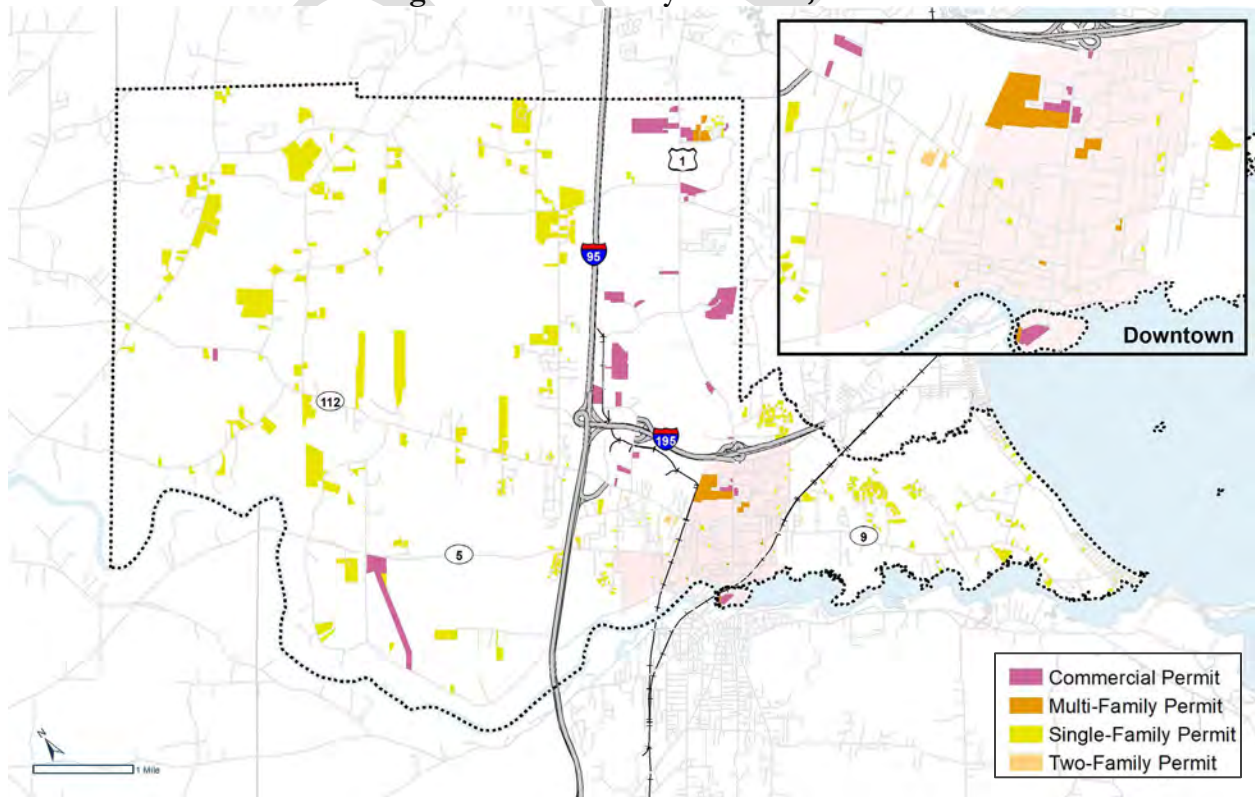 1
95
112
195
5
9
Downtown
Commercial Permit
Multi-Family Permit
Single-Family Permit
Two-Family Permit
N
1 Mile